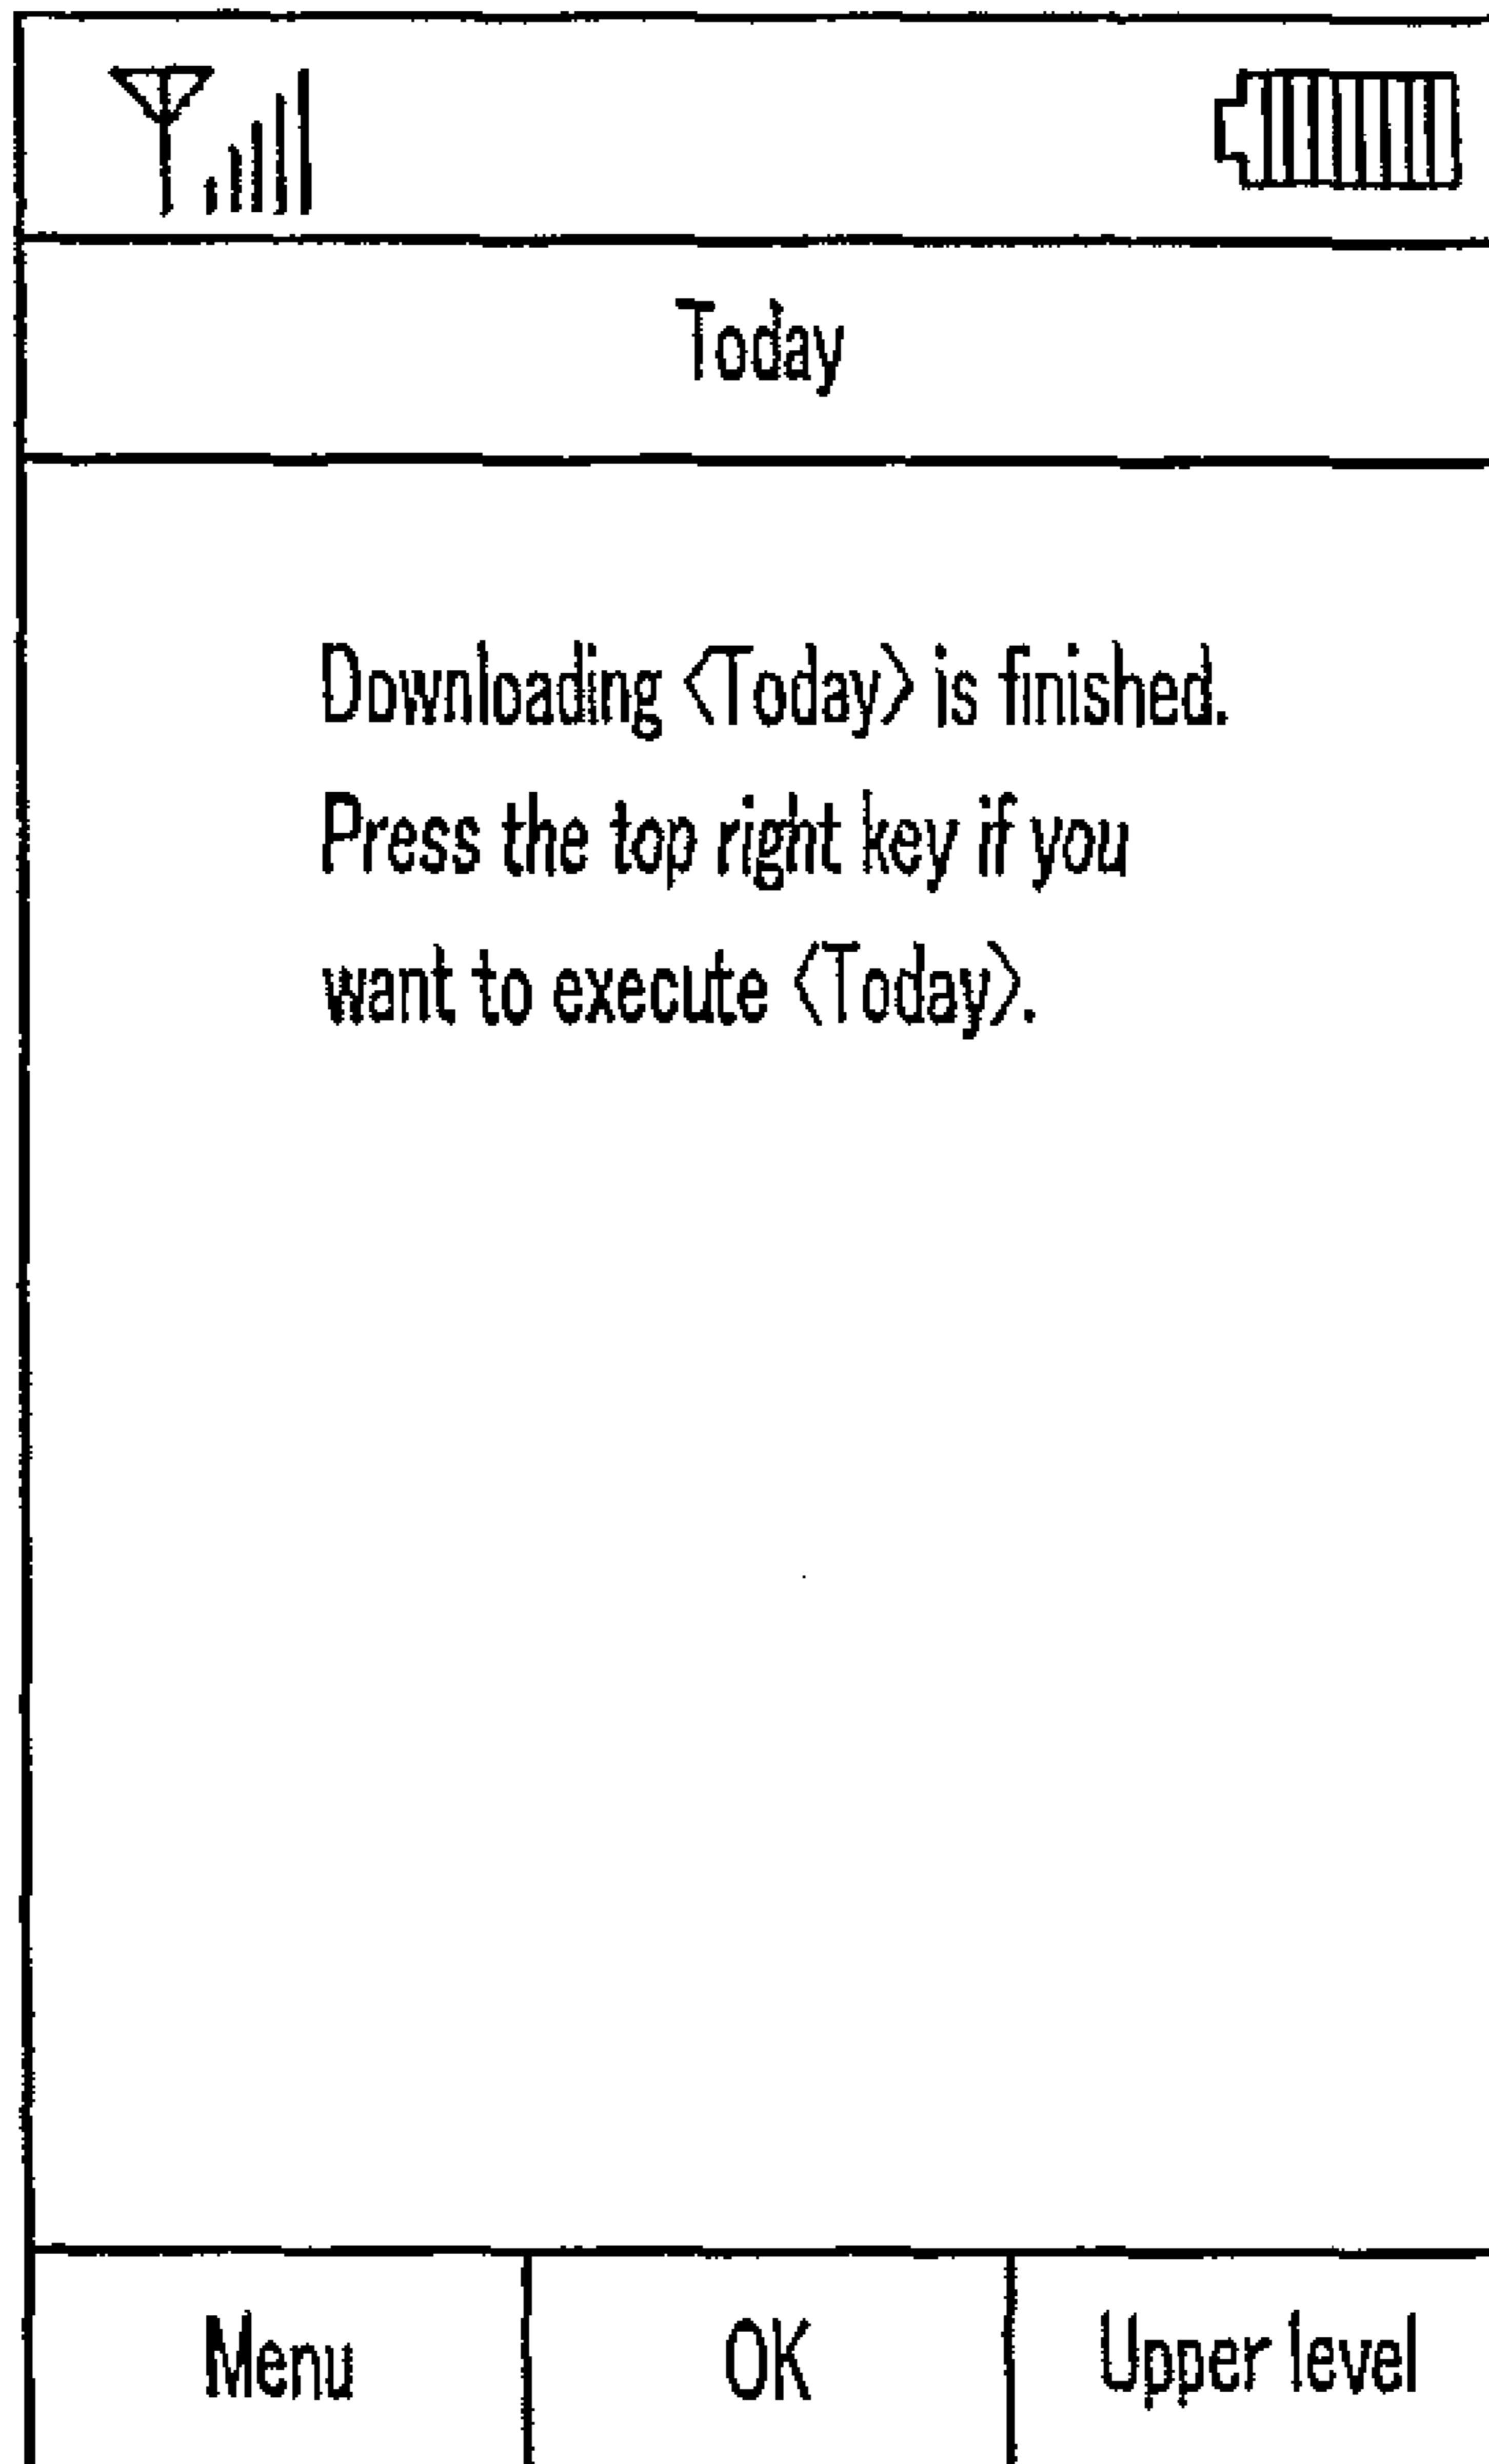 Today
Downloading <Today> is finished.
Press the top right key if you
want to execute <Today>.
Menu OK Upper level